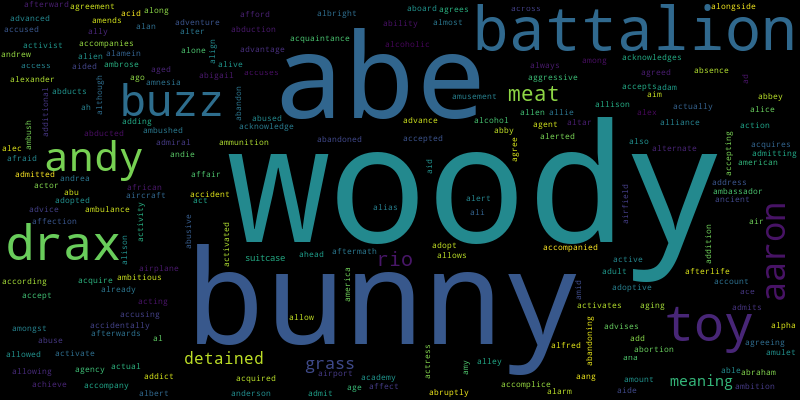 afterward agreement acid along
advanced amends alan adventure afford albright aboard agrees across alongside
accused ally alter abduction ability almost battalion
activist accompanies alone align acquaintance alcoholic
andrew alien alamein advantage abe always among acknowledges
access aided ambrose alive aggressive agreed absence ad
alexander although aged abigail accuses
abducts ago amnesia abandon amusement meat accepts adam
additional ah buzz allison aim abbey
adding abused advance alcohol allen allie alex actually alice
ambush abducted ambushed acknowledge abby agent altar alliance action
alec admiral ammunition abandoned accepted agree alerted also alternate accepting acquires
afraid andy andie aid woody admitting
admitted andrea affair american
actor abu african accident address
adopted aircraft act alias alert airfield ambassador
advice ambulance activity abusive ali ancient
affection aaron air
drax alison activated adopt accompanied addition
suitcase ahead aftermath rio allows active
according airplane america adult afterlife
acquire ambitious bunny amid adoptive account
accept already acting ace
accusing allow activates aging admits
amongst accidentally toy alpha
abuse afterwards al abandoning advises add agreeing
allowed activate detained alfred abortion amulet
allowing agency actual grass actress amy alley ana
addict acquired airport academy aang amount meaning able abraham
achieve accompany age affect accomplice ambition
albert anderson admit abruptly alarm aide